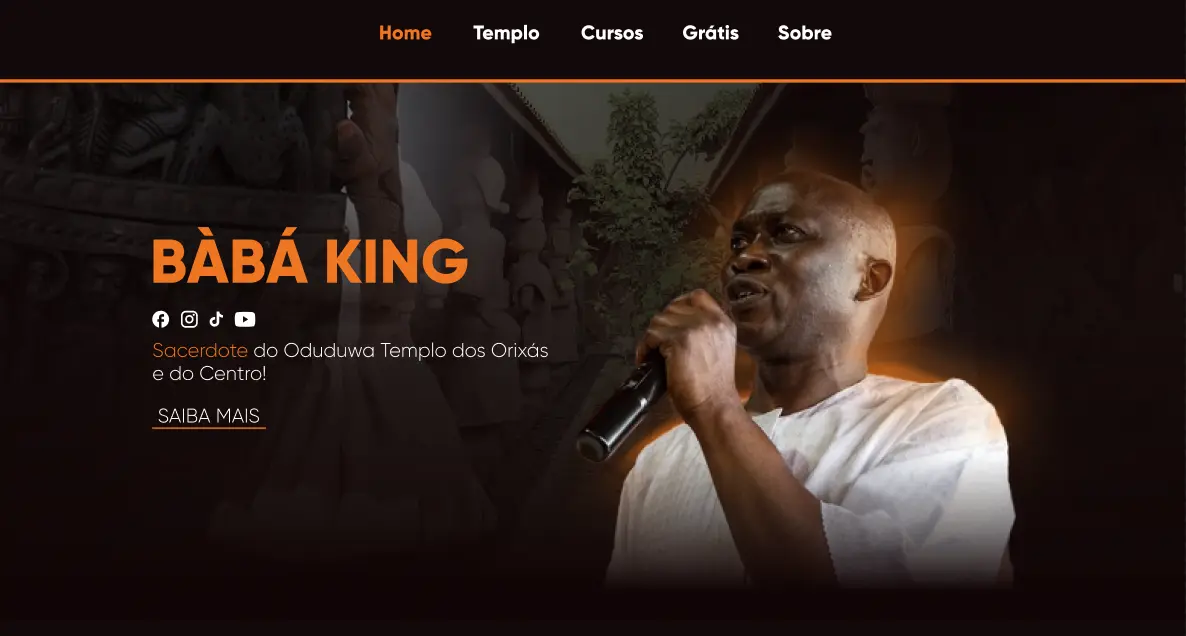 Home Templo Cursos Grátis Sobre
BÀBÁ KING
Sacerdote do Oduduwa Templo dos Orixás
e do Centro!
SAIBA MAIS